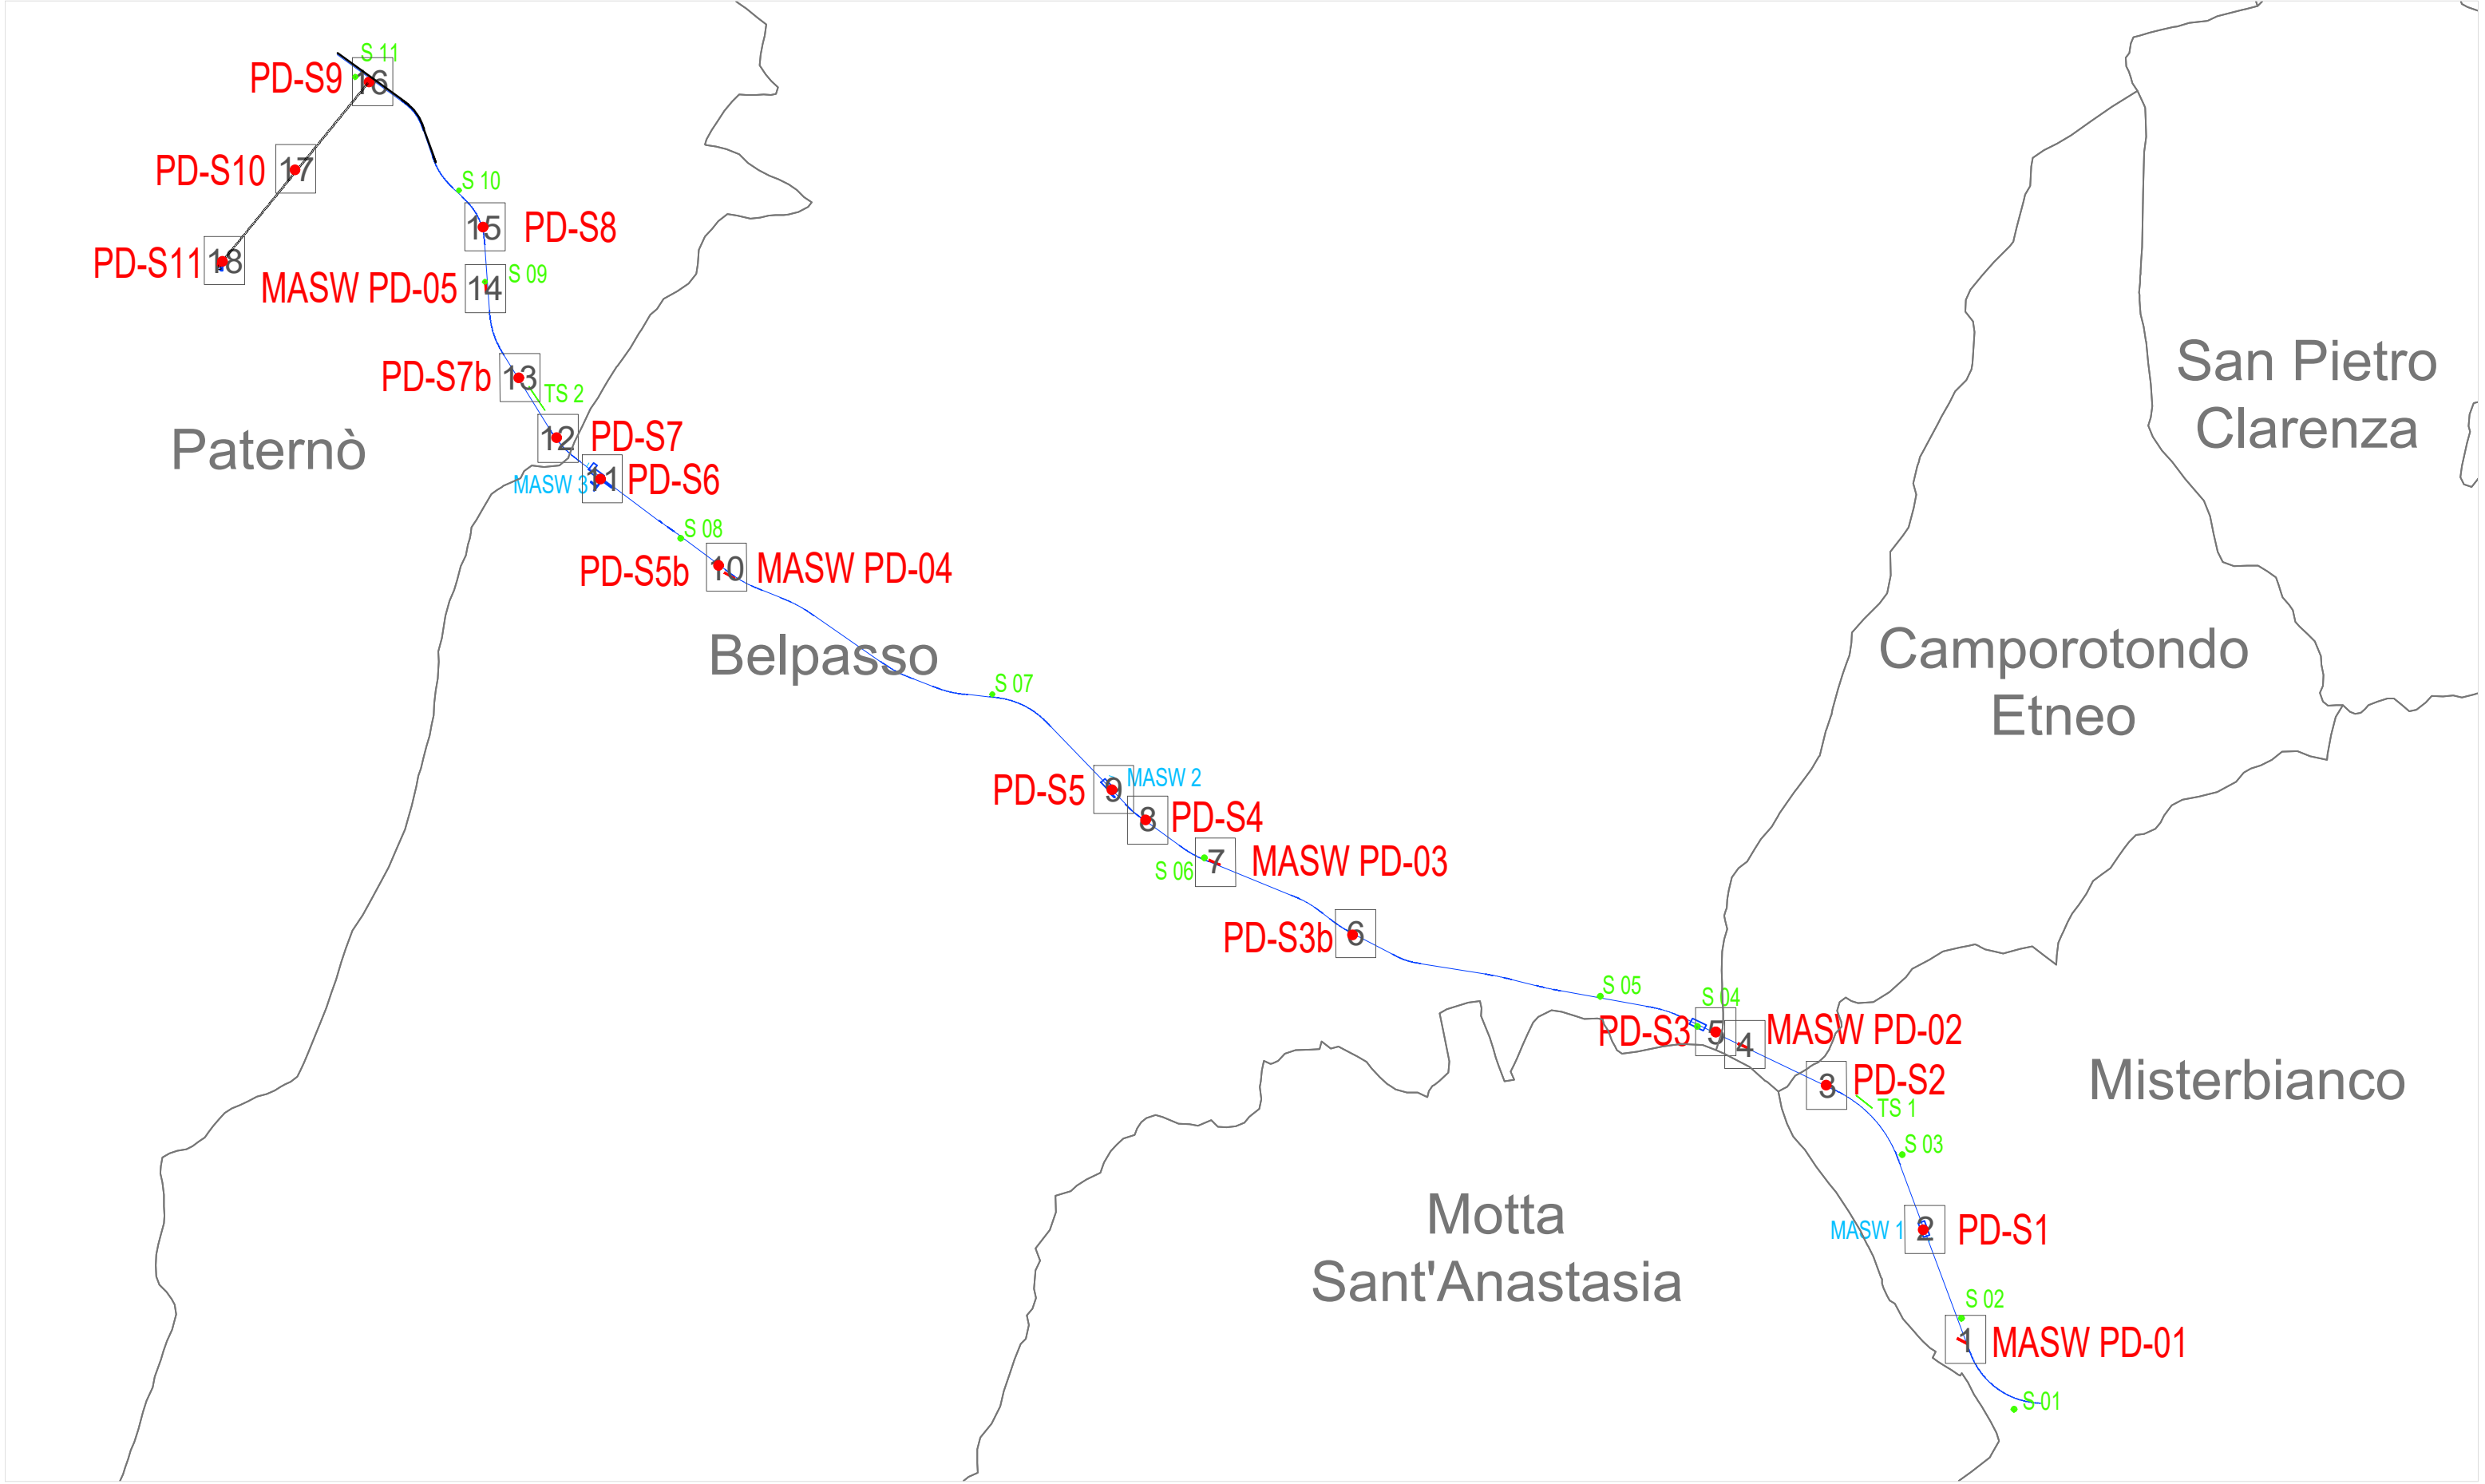 S 11
PD-S9
16
PD-S10
17
S 10
15
PD-S8
PD-S11
18
MASW PD-05
14
S 09
San Pietro
Clarenza
PD-S7b
13
TS 2
Paternò
12
PD-S7
MASW 3
11
PD-S6
S 08
PD-S5b
10
MASW PD-04
Belpasso
Camporotondo
Etneo
S 07
PD-S5
9
MASW 2
8
PD-S4
S 06
7
MASW PD-03
PD-S3b
6
S 05
S 04
PD-S3
5
4
MASW PD-02
3
PD-S2
Misterbianco
TS 1
S 03
Motta
Sant'Anastasia
MASW 1
2
PD-S1
S 02
1
MASW PD-01
S 01